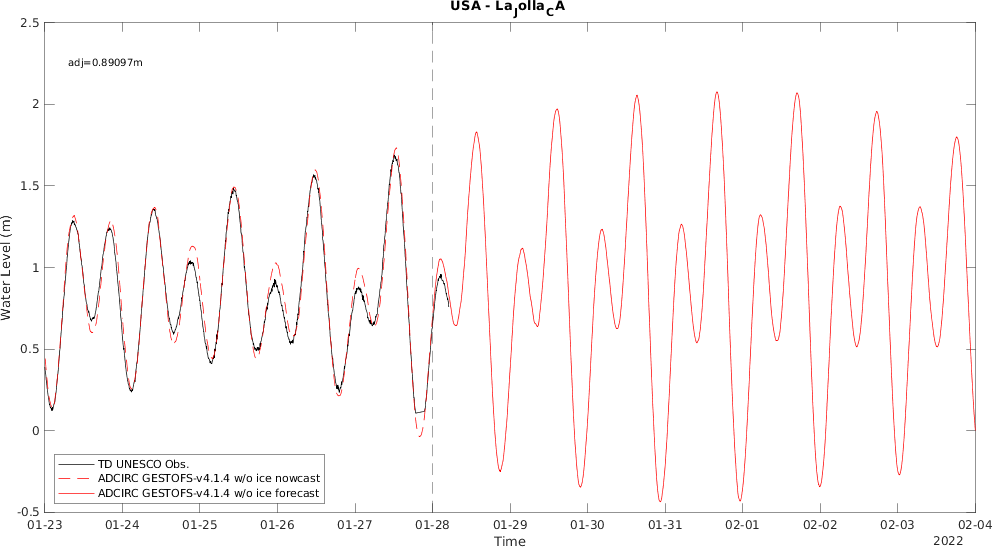 USA - LaJollaCA
adj=0.89097m
2.5
2
1.5
1
0.5
0
-0.5
Water Level (m)
TD UNESCO Obs.
ADCIRC GESTOFS-v4.1.4 w/o ice nowcast
ADCIRC GESTOFS-v4.1.4 w/o ice forecast
01-23 01-24 01-25 01-26 01-27 01-28 01-29 01-30 01-31 02-01 02-02 02-03 02-04
Time
2022